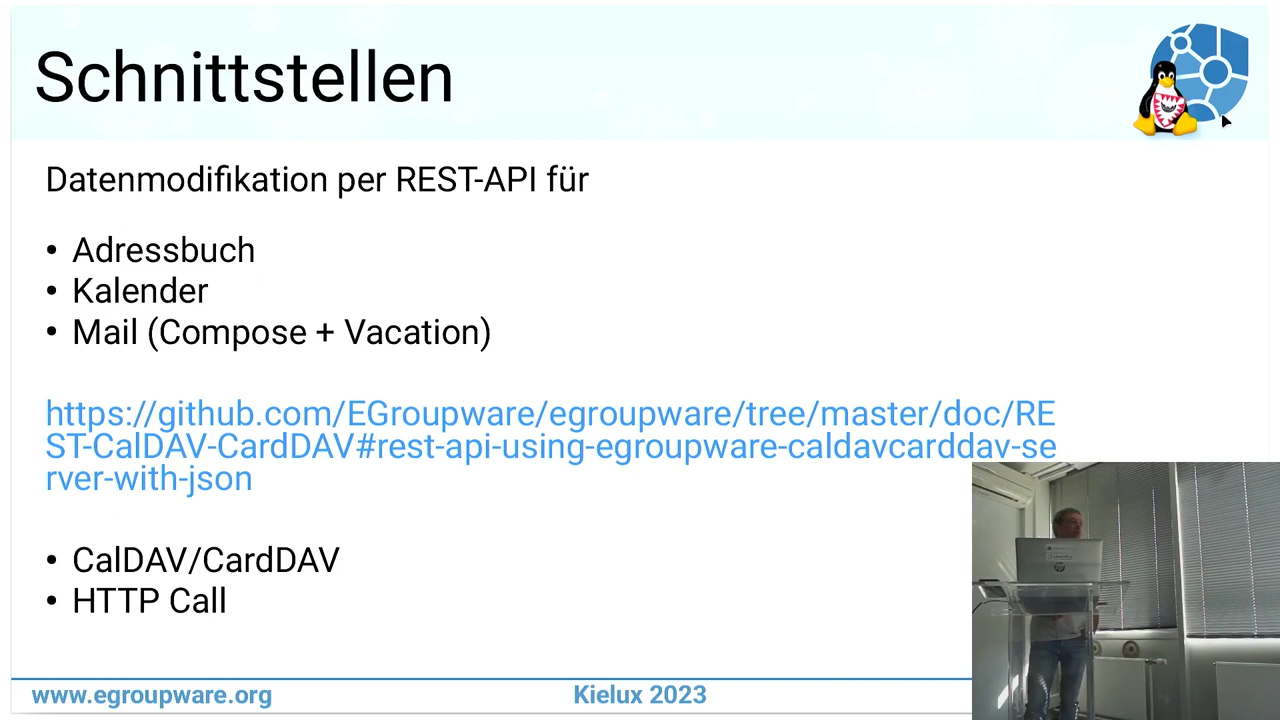 Schnittstellen
Datenmodifikation per REST-API für
• Adressbuch
• Kalender
• Mail (Compose + Vacation)
https://github.com/EGroupware/egroupware/tree/master/doc/RE
ST-CalDAV-CardDAV#rest-api-using-egroupware-caldavcarddav-se
rver-with-json
• CalDAV/CardDAV
• HTTP Call
www.egroupware.org
Kielux 2023